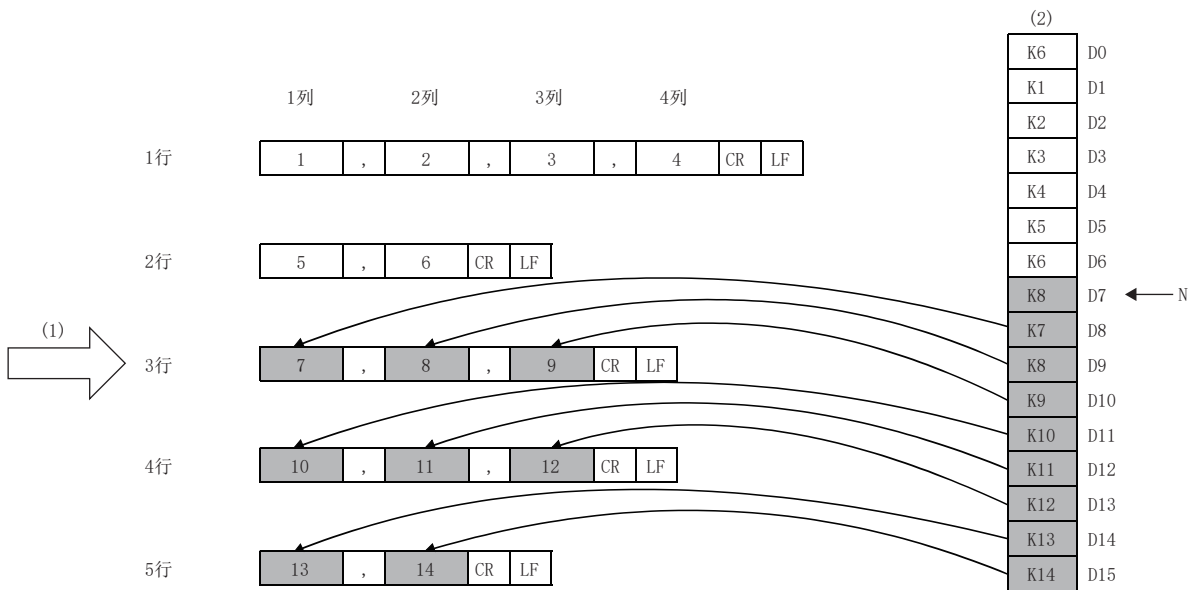 (2)
K6 D0
1列 2列 3列 4列
K1 D1
K2 D2
1行 1 , 2 , 3 , 4 CR LF
K3 D3
K4 D4
K5 D5
2行 5 , 6 CR LF
K6 D6
K8 D7 N
(1)
K7 D8
3行 7 , 8 , 9 CR LF
K8 D9
K9 D10
K10 D11
4行 10 , 11 , 12 CR LF
K11 D12
K12 D13
K13 D14
5行 13 , 14 CR LF
K14 D15